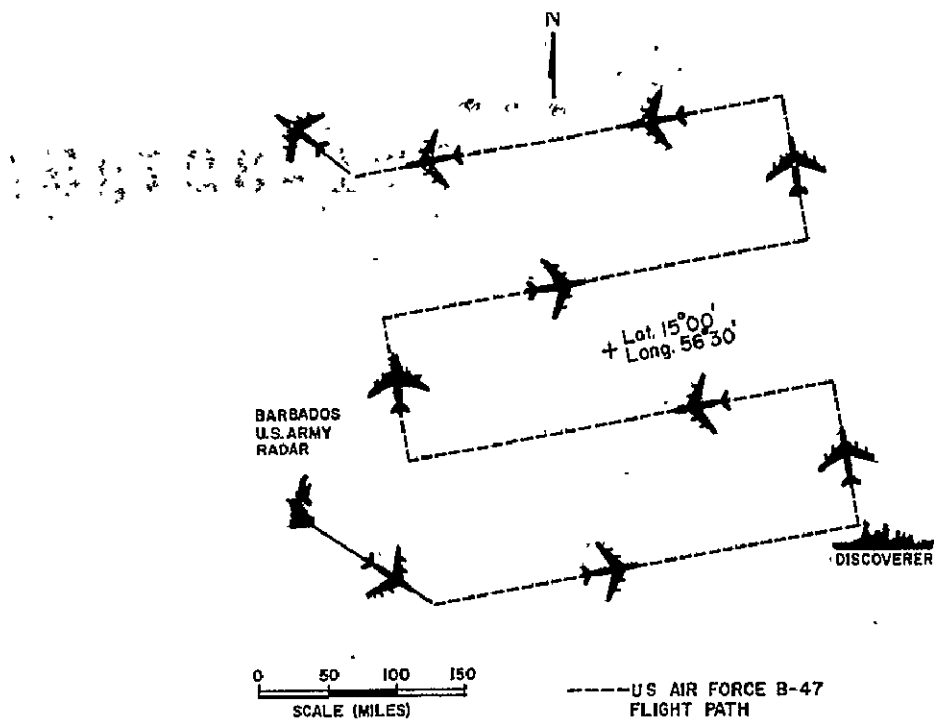 N
+ Lat. 15°00'
Long. 56°30'
BARBADOS
U.S. ARMY
RADAR
DISCOVERER
0 50 100 150
SCALE (MILES)
-----US AIR FORCE B-47
FLIGHT PATH